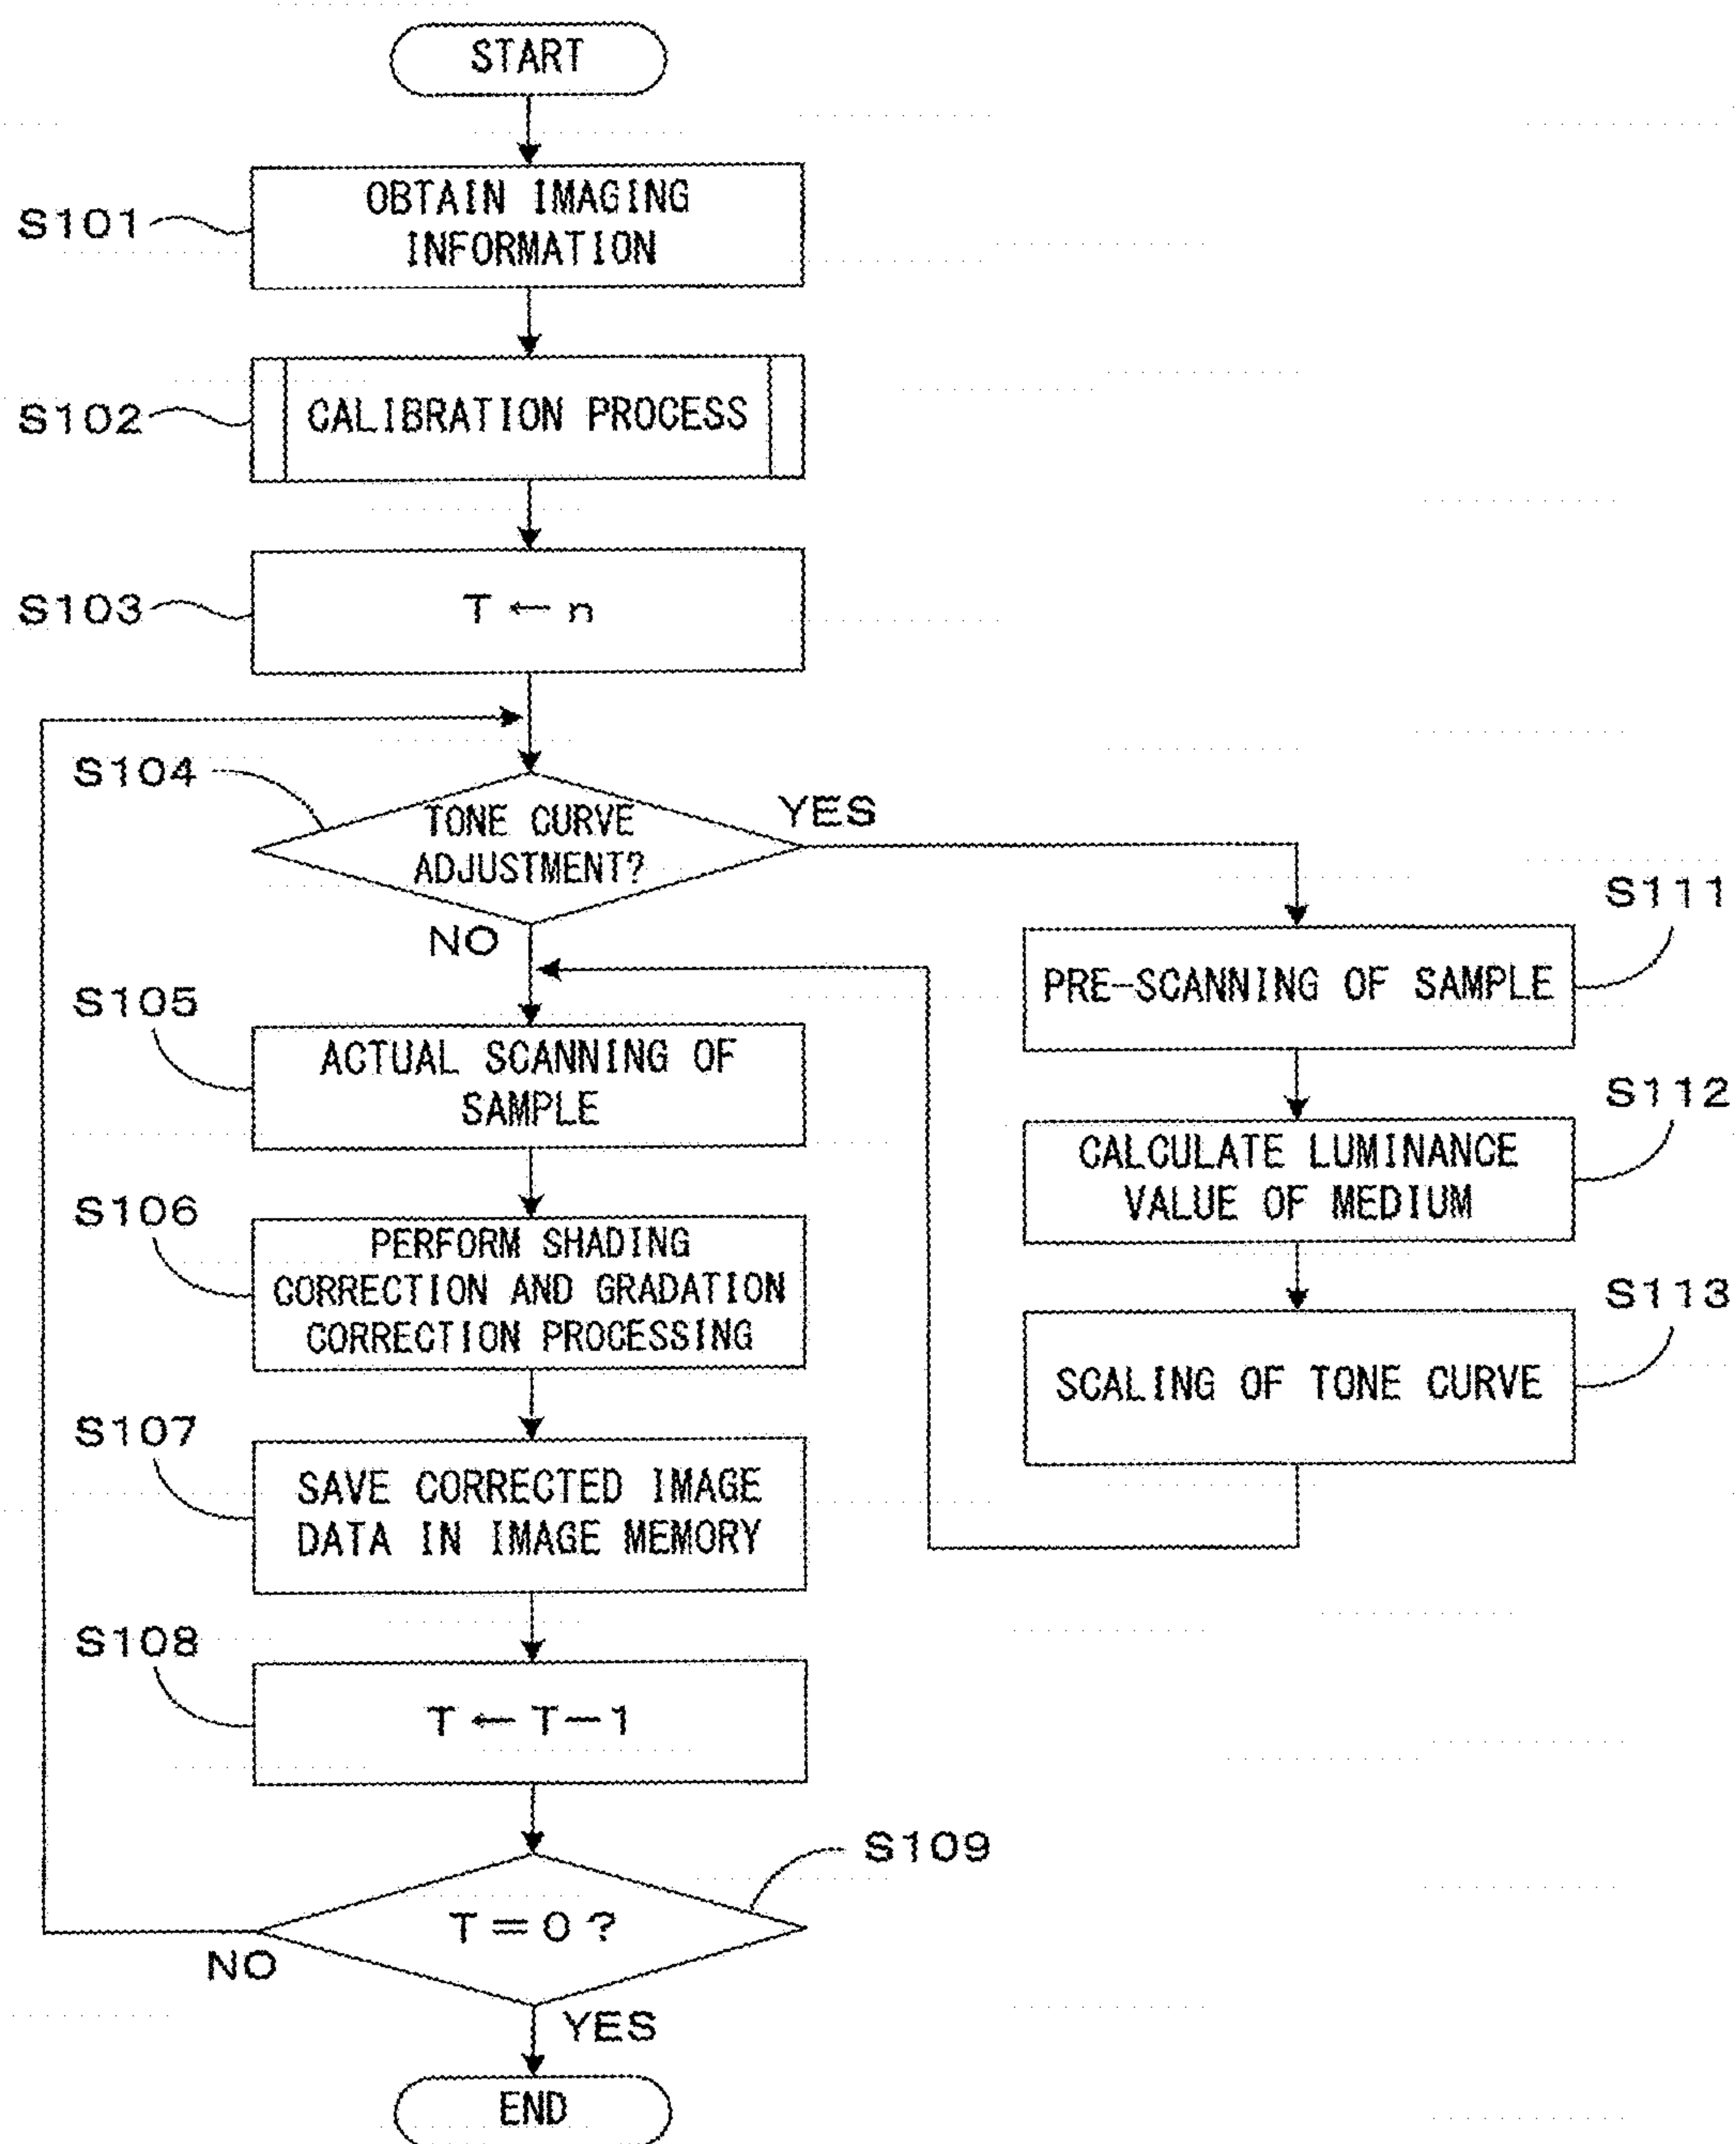 START
S101
OBTAIN IMAGING
INFORMATION
S102
CALIBRATION PROCESS
S103
T ← n
S104
TONE CURVE
ADJUSTMENT?
YES
NO
S111
PRE-SCANNING OF SAMPLE
S112
CALCULATE LUMINANCE
VALUE OF MEDIUM
S113
SCALING OF TONE CURVE
S105
ACTUAL SCANNING OF
SAMPLE
S106
PERFORM SHADING
CORRECTION AND GRADATION
CORRECTION PROCESSING
S107
SAVE CORRECTED IMAGE
DATA IN IMAGE MEMORY
S108
T ← T-1
S109
T=0?
NO
YES
END